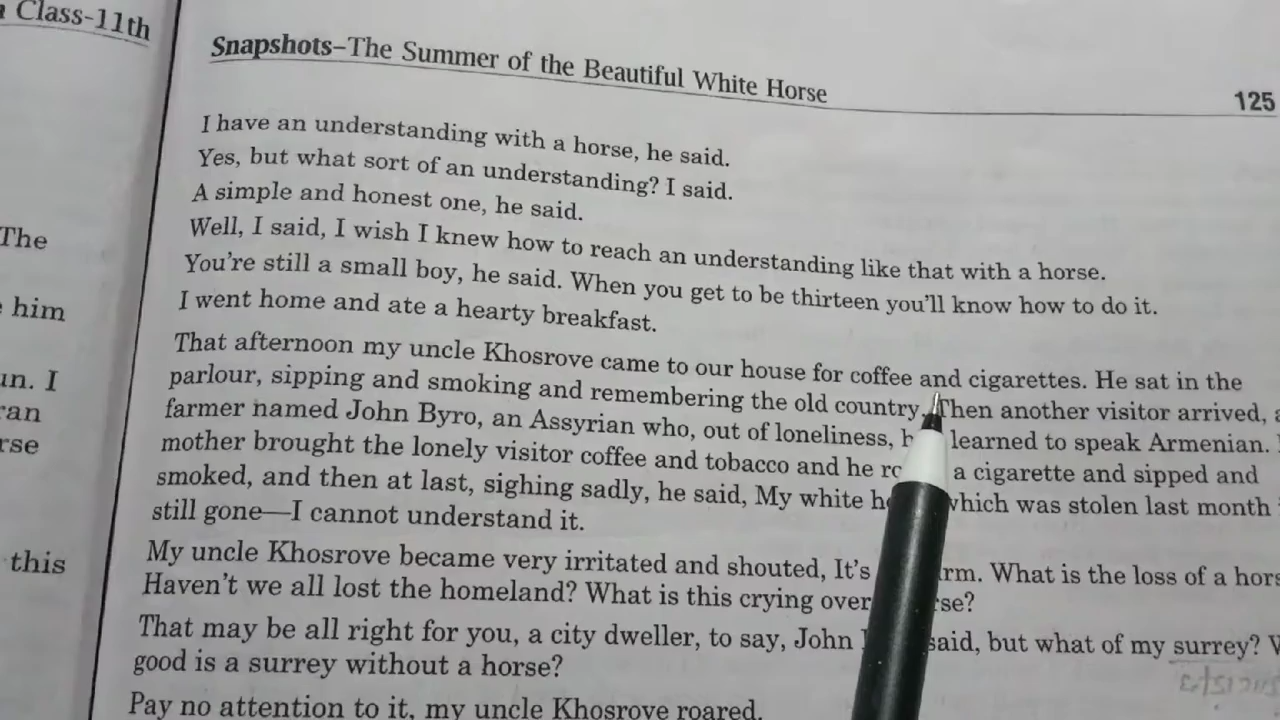 Class-11th
Snapshots–The Summer of the Beautiful White Horse
125
I have an understanding with a horse, he said.
Yes, but what sort of an understanding? I said.
A simple and honest one, he said.
Well, I said, I wish I knew how to reach an understanding like that with a horse.
You're still a small boy, he said. When you get to be thirteen you'll know how to do it.
I went home and ate a hearty breakfast.
That afternoon my uncle Khosrove came to our house for coffee and cigarettes. He sat in the
parlour, sipping and smoking and remembering the old country. Then another visitor arrived, a
farmer named John Byro, an Assyrian who, out of loneliness, learned to speak Armenian.
mother brought the lonely visitor coffee and tobacco and he a cigarette and sipped and
smoked, and then at last, sighing sadly, he said, My white which was stolen last month
still gone—I cannot understand it.
My uncle Khosrove became very irritated and shouted, It's What is the loss of a
Haven't we all lost the homeland? What is this crying over
That may be all right for you, a city dweller, to say, John said, but what of my surrey?
good is a surrey without a horse?
Pay no attention to it, my uncle Khosrove roared.
The
him
I
this